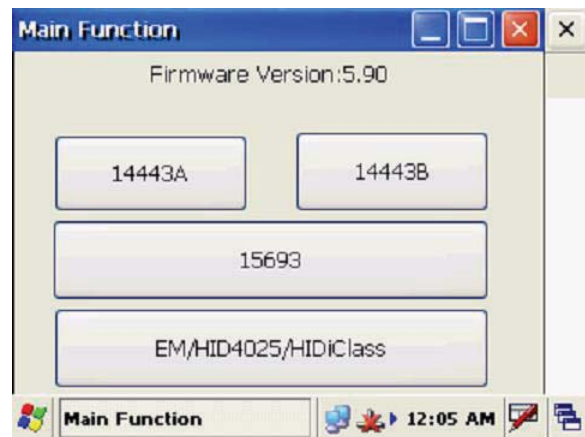 Main Function
Firmware Version:5.90
14443A 14443B
15693
EM/HID4025/HIDiClass
Main Function 12:05 AM